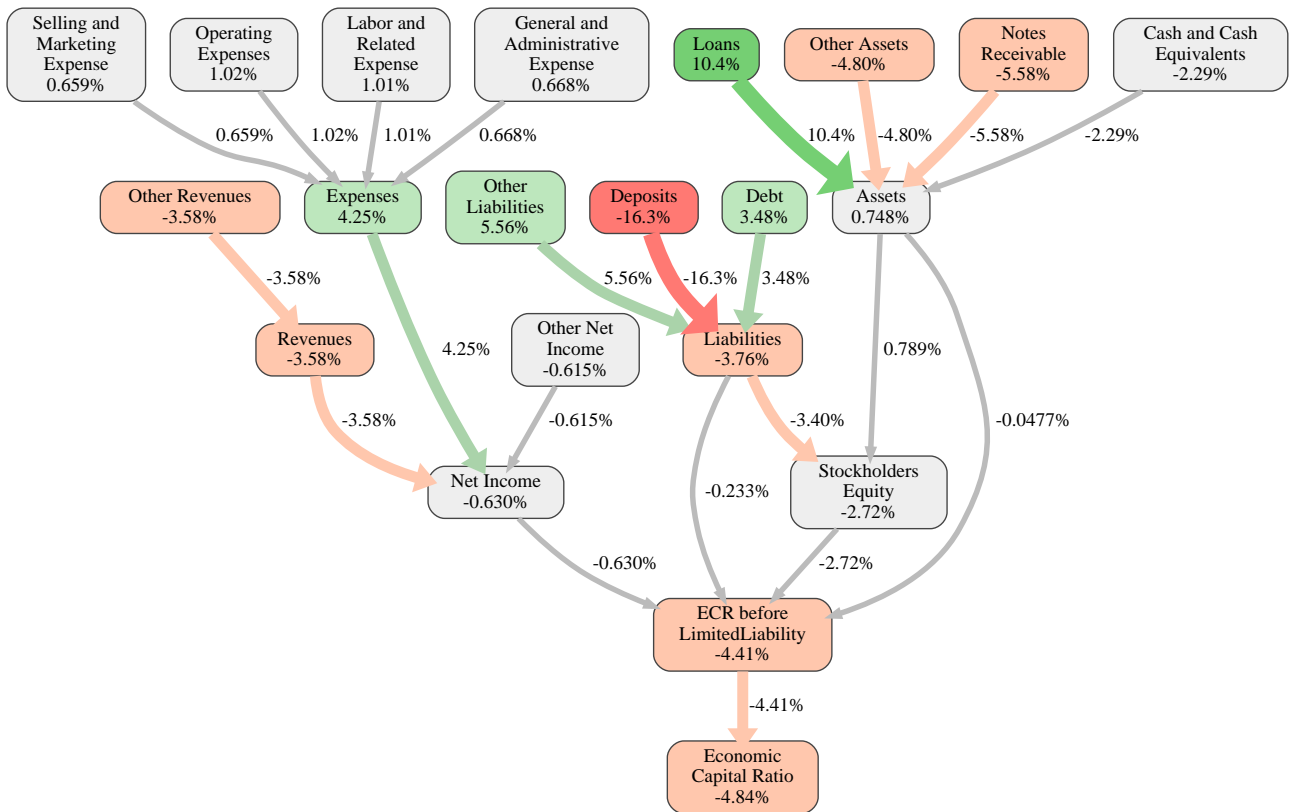 Selling and
Marketing
Expense
0.659%
Operating
Expenses
1.02%
Labor and
Related
Expense
1.01%
General and
Administrative
Expense
0.668%
Loans
10.4%
Other Assets
-4.80%
Notes
Receivable
-5.58%
Cash and Cash
Equivalents
-2.29%
0.659%
1.02%
1.01%
0.668%
10.4%
-4.80%
-5.58%
-2.29%
Other Revenues
-3.58%
Expenses
4.25%
Other
Liabilities
5.56%
Deposits
-16.3%
Debt
3.48%
Assets
0.748%
-3.58%
5.56%
-16.3%
3.48%
Revenues
-3.58%
4.25%
Other Net
Income
-0.615%
Liabilities
-3.76%
0.789%
-3.58%
-0.615%
-3.40%
-0.0477%
Net Income
-0.630%
-0.233%
Stockholders
Equity
-2.72%
-0.630%
-2.72%
ECR before
LimitedLiability
-4.41%
-4.41%
Economic
Capital Ratio
-4.84%